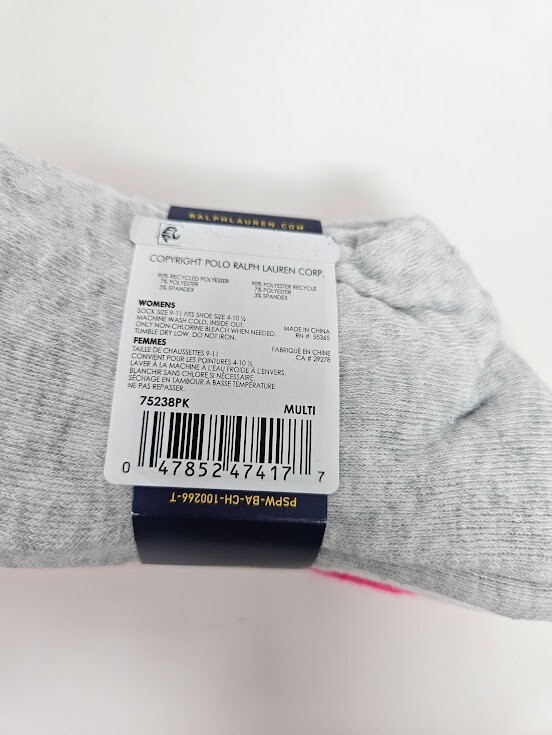 RALPHLAUREN.COM
COPYRIGHT POLO RALPH LAUREN CORP.
90% RECYCLED POLYESTER
7% POLYESTER
3% SPANDEX
90% POLYESTER RECYCLÉ
7% POLYESTER
3% SPANDEX
WOMENS
SOCK SIZE 9-11 FITS SHOE SIZE 4-10 ½
MACHINE WASH COLD, INSIDE OUT.
ONLY NON-CHLORINE BLEACH WHEN NEEDED.
TUMBLE DRY LOW. DO NOT IRON.
MADE IN CHINA
RN # 55365
FEMMES
TAILLE DE CHAUSSETTES 9-11
CONVIENT POUR LES POINTURES 4-10 ½
LAVER À LA MACHINE À L'EAU FROIDE À L'ENVERS.
BLANCHIR SANS CHLORE SI NÉCESSAIRE.
SÉCHAGE EN TAMBOUR À BASSE TEMPÉRATURE.
NE PAS REPASSER.
FABRIQUÉ EN CHINE
CA # 29278
75238PK MULTI
0 47852 47417 7
PSPW-BA-CH-100266-T